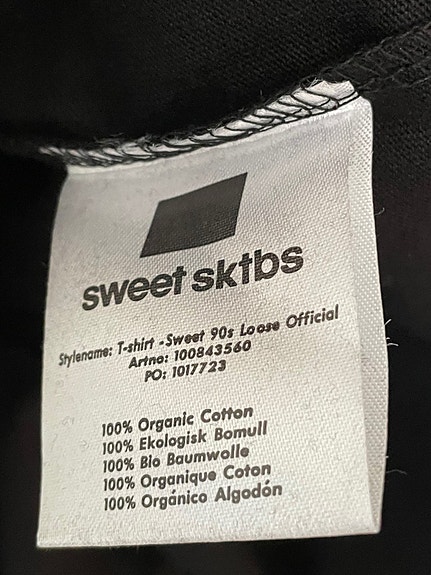 sweet sktbs
Stylename: T-shirt - Sweet 90s Loose Official
Artno: 100843560
PO: 1017723
100% Organic Cotton
100% Ekologisk Bomull
100% Bio Baumwolle
100% Organique Coton
100% Orgánico Algodón